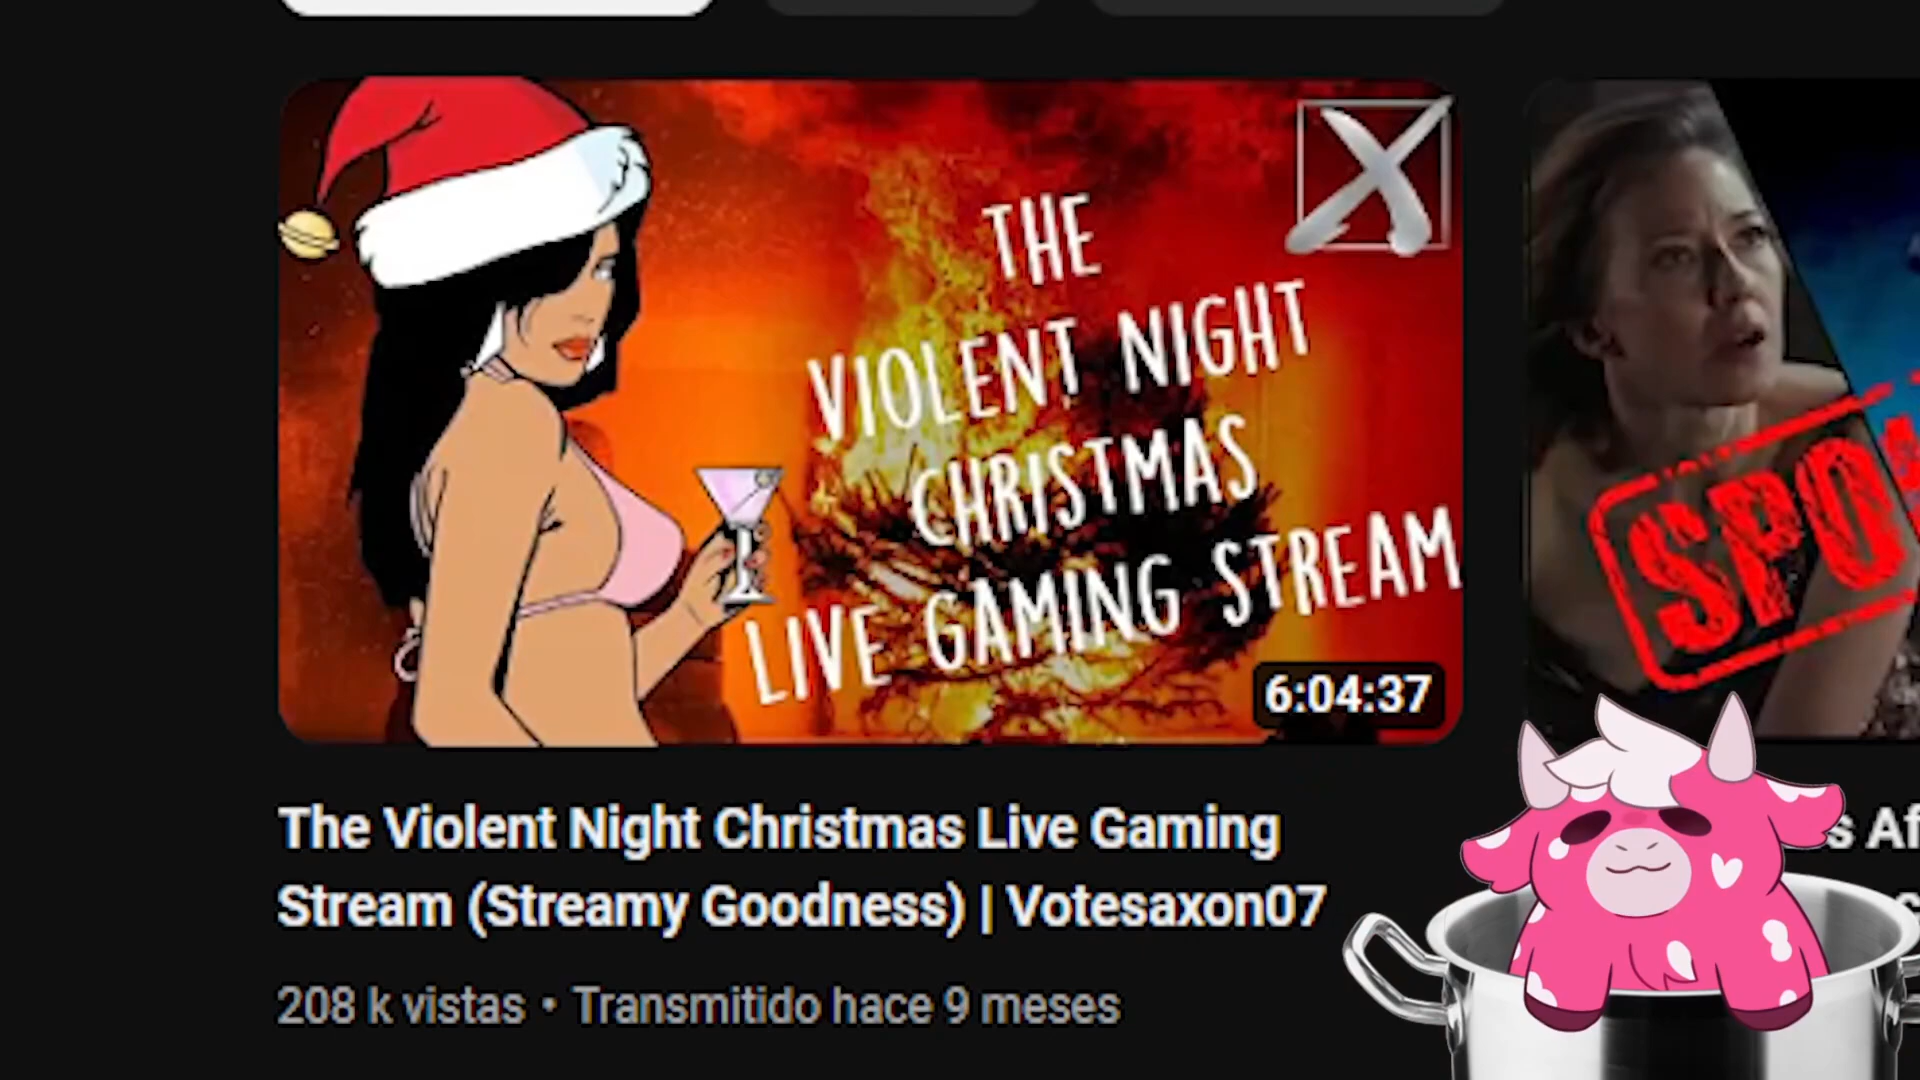 THE
VIOLENT NIGHT
CHRISTMAS
LIVE GAMING STREAM
6:04:37
The Violent Night Christmas Live Gaming
Stream (Streamy Goodness) | Votesaxon07
208 k vistas • Transmitido hace 9 meses